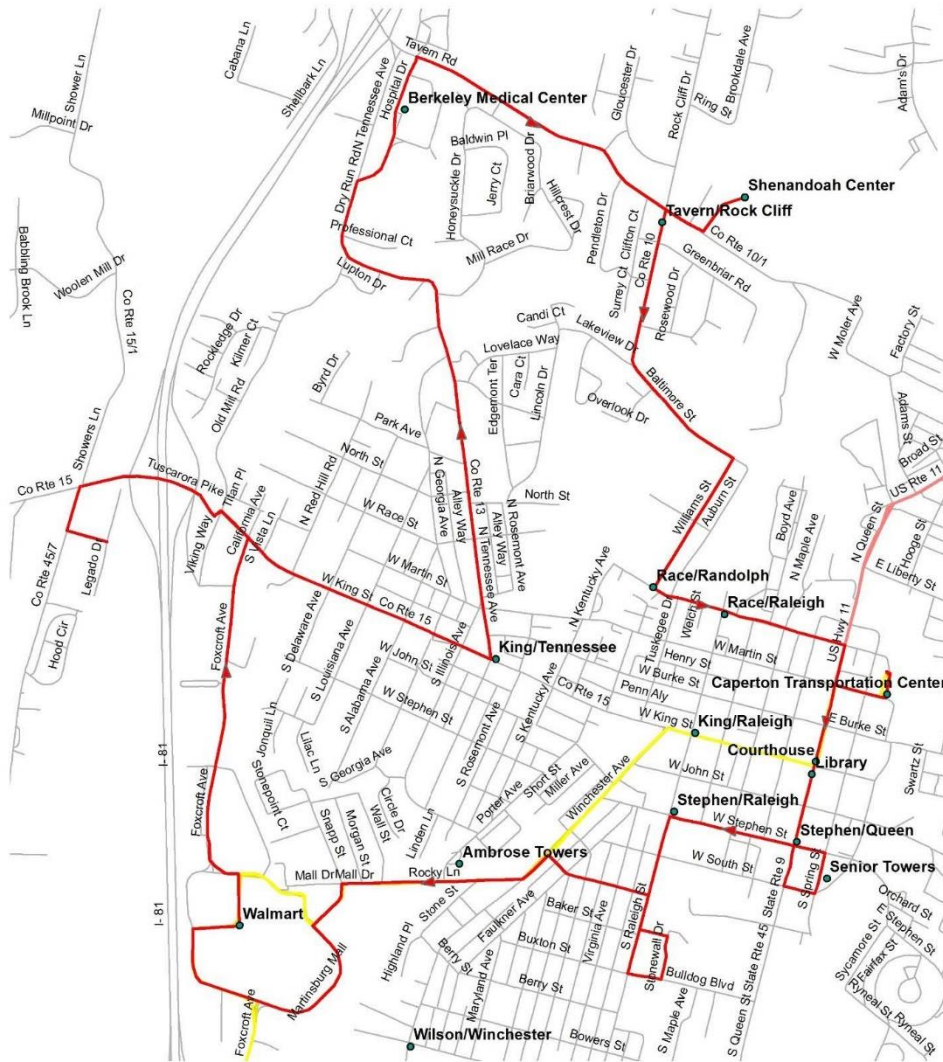 Tavern Rd
Shower Ln
Cabana Ln
Shellbark Ln
Hospital Dr
N Tennessee Ave
Dry Run Rd
Gloucester Dr
Rock Cliff Dr
Brookdale Ave
Ring St
Adam's Dr
Millpoint Dr
Berkeley Medical Center
Baldwin Pl
Jerry Ct
Honeysuckle Dr
Briarwood Dr
Hillcrest Dr
Shenandoah Center
Tavern/Rock Cliff
Pendleton Dr
Clifton Ct
Surrey Ct
Co Rte 10
Co Rte 10/1
Greenbriar Rd
Rosewood Dr
Professional Ct
Mill Race Dr
Lupton Dr
Babbling Brook Ln
Woolen Mill Dr
Co Rte 15/1
Rockledge Dr
Kilmer Ct
Old Mill Rd
Byrd Dr
Candi Ct
Lakeview Dr
Lovelace Way
Edgemont Ter
Cara Ct
Lincoln Dr
Overlook Dr
Baltimore St
W Moler Ave
Factory St
Adams St
Broad St
US Rte 11
Showers Ln
Park Ave
North St
N Red Hill Rd
W Race St
N Georgia Ave
Alley Way
Co Rte 13
N Tennessee Ave
Alley Way
N Rosemont Ave
North St
Co Rte 15
Tuscarora Pike
Titan Pl
California Ave
S Vista Ln
Viking Way
Williams St
Auburn St
Boyd Ave
N Maple Ave
N Queen St
Hooge St
E Liberty St
Co Rte 45/7
Legado D
Hood Cir
W Martin St
W King St
Co Rte 15
N Kentucky Ave
Race/Randolph
Tuskegee D
Welch St
Race/Raleigh
W Martin St
US Hwy 11
Foxcroft Ave
S Delaware Ave
S Louisiana Ave
S Alabama Ave
W John St
S Illinois Ave
W Stephen St
King/Tennessee
Co Rte 15
Henry St
W Burke St
Penn Aly
Caperton Transportation Center
W King St
King/Raleigh
E Burke St
Courthouse
Library
W John St
Swartz St
Jonquil Ln
Lilac Ln
S Georgia Ave
S Rosemont Ave
S Kentucky Ave
Short St
Miller Ave
Porter Ave
Winchester Ave
I- 81
Foxcroft Ave
Stonepoint Ct
Snapp St
Morgan St
Wall St
Circle Dr
Linden Ln
Stephen/Raleigh
W Stephen St
Stephen/Queen
W South St
State Rte 9
S Spring St
Senior Towers
Ambrose Towers
Rocky Ln
Mall Dr
Mall Dr
Stone St
Faulkner Ave
Baker St
Virginia Ave
S Raleigh St
Orchard St
E Stephen St
Sycamore St
Fairfax St
Ryneal St
Ryneal St
I- 81
Walmart
Martinsburg Mall
Highland Pl
Berry St
Maryland Ave
Buxton St
Berry St
Stonewall Dr
Bulldog Blvd
S Maple Ave
S Queen St
State Rte 45
Foxcroft Ave
Wilson/Winchester
Bowers St